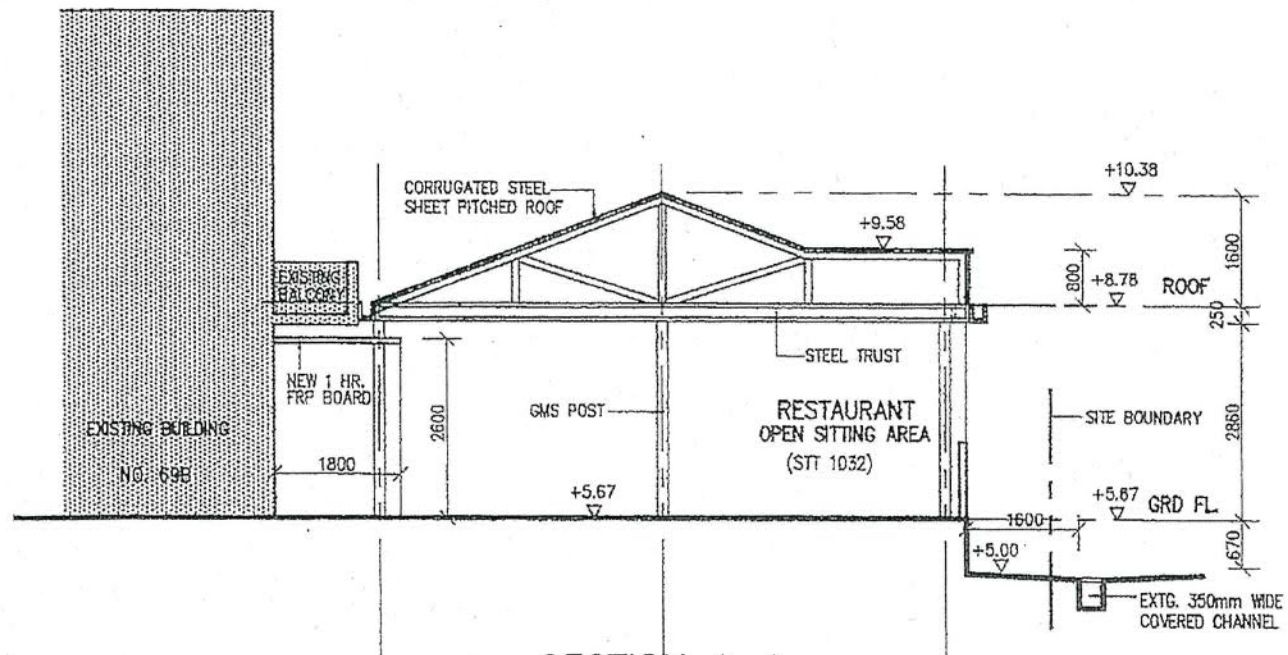 +10.38
CORRUGATED STEEL
SHEET PITCHED ROOF
+9.58
1600
EXISTING
BALCONY
800
+8.78
ROOF
250
STEEL TRUST
NEW 1 HR.
FRP BOARD
2600
GMS POST
RESTAURANT
OPEN SITTING AREA
(STT 1032)
SITE BOUNDARY
2860
EXISTING BUILDING
NO. 69B
1800
+5.67
+5.67
GRD FL.
1600
+5.00
670
EXTG. 350mm WIDE
COVERED CHANNEL